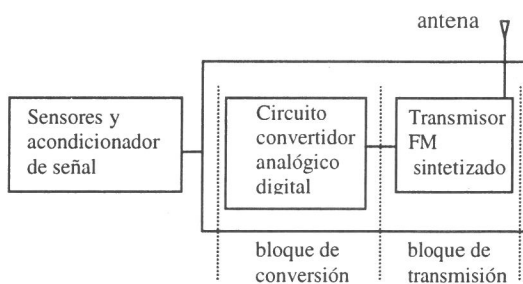 antena
Sensores y
acondicionador
de señal
Circuito
convertidor
analógico
digital
Transmisor
FM
sintetizado
bloque de
conversión
bloque de
transmisión